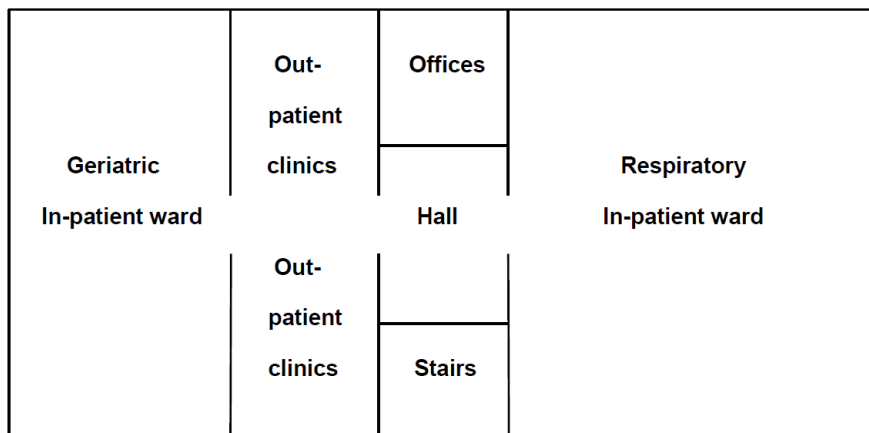 Geriatric
In-patient ward
Out-
patient
clinics
Out-
patient
clinics
Offices
Hall
Stairs
Respiratory
In-patient ward